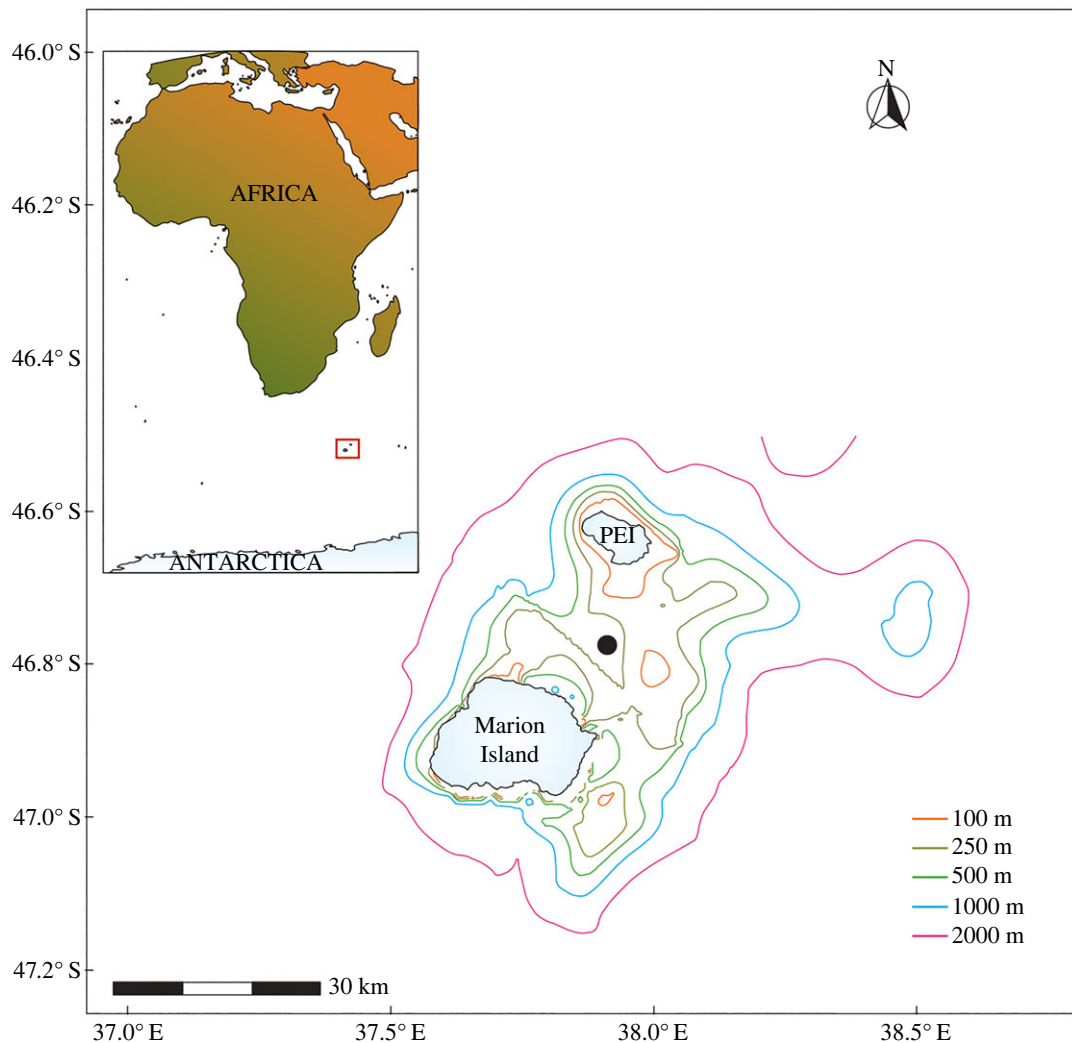 46.0° S
46.2° S
46.4° S
46.6° S
46.8° S
47.0° S
47.2° S
AFRICA
ANTARCTICA
N
PEI
Marion
Island
100 m
250 m
500 m
1000 m
2000 m
30 km
37.0° E
37.5° E
38.0° E
38.5° E